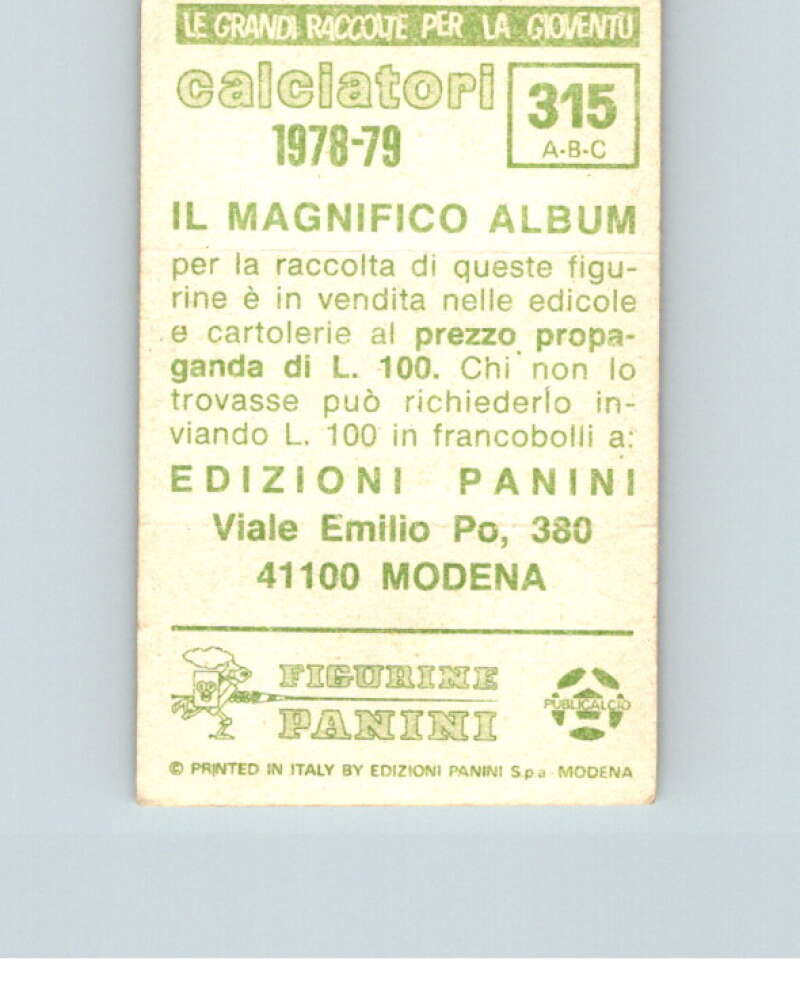 LE GRANDI RACCOLTE PER LA GIOVENTÙ
calciatori
1978-79
315
A-B-C
IL MAGNIFICO ALBUM
per la raccolta di queste figu-
rine è in vendita nelle edicole
e cartolerie al prezzo propa-
ganda di L. 100. Chi non lo
trovasse può richiederlo in-
viando L. 100 in francobolli a:
EDIZIONI PANINI
Viale Emilio Po, 380
41100 MODENA
FIGURINE
PANINI
PUBLICALCIO
© PRINTED IN ITALY BY EDIZIONI PANINI S.p.a - MODENA